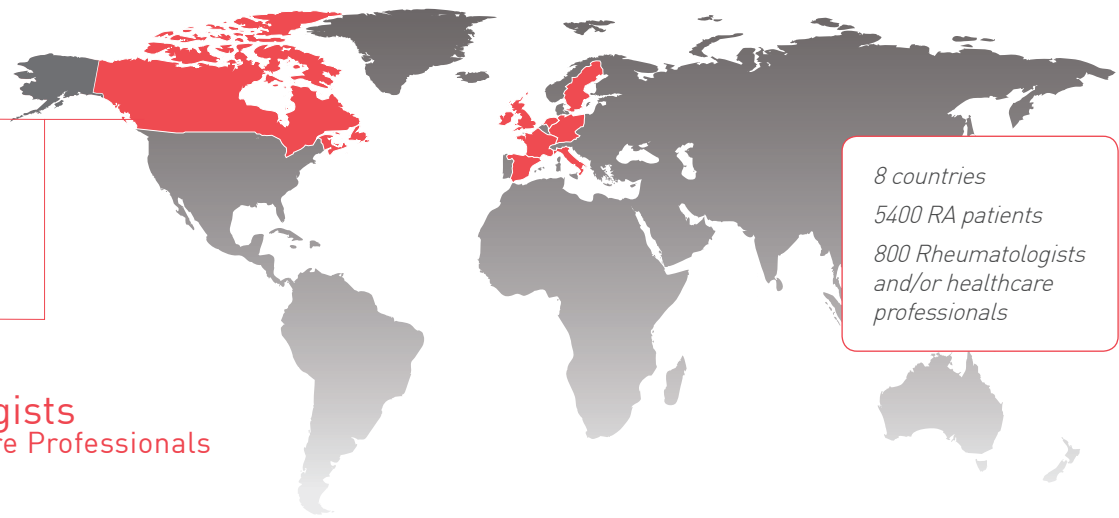 8 countries
5400 RA patients
800 Rheumatologists
and/or healthcare
professionals
gists
re Professionals